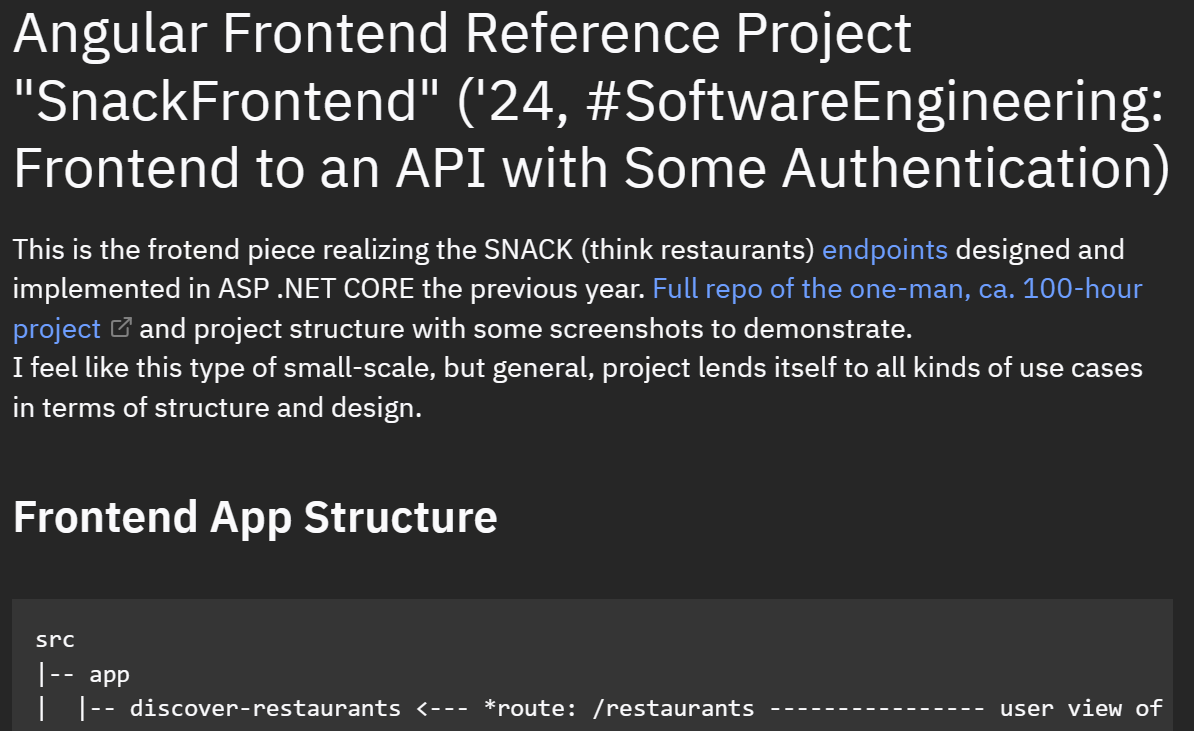 Angular Frontend Reference Project
"SnackFrontend" ('24, #SoftwareEngineering:
Frontend to an API with Some Authentication)
This is the frotend piece realizing the SNACK (think restaurants) endpoints designed and
implemented in ASP .NET CORE the previous year. Full repo of the one-man, ca. 100-hour
project and project structure with some screenshots to demonstrate.
I feel like this type of small-scale, but general, project lends itself to all kinds of use cases
in terms of structure and design.
Frontend App Structure
src
|-- app
|  |-- discover-restaurants <--- *route: /restaurants ---------------- user view of